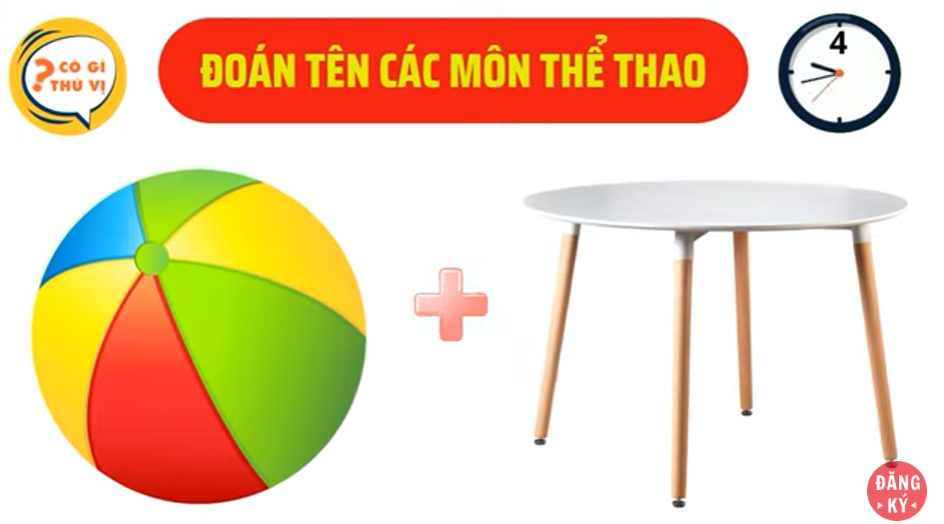 ? CÓ GÌ
THÚ VỊ
ĐOÁN TÊN CÁC MÔN THỂ THAO
4
ĐĂNG
KÝ